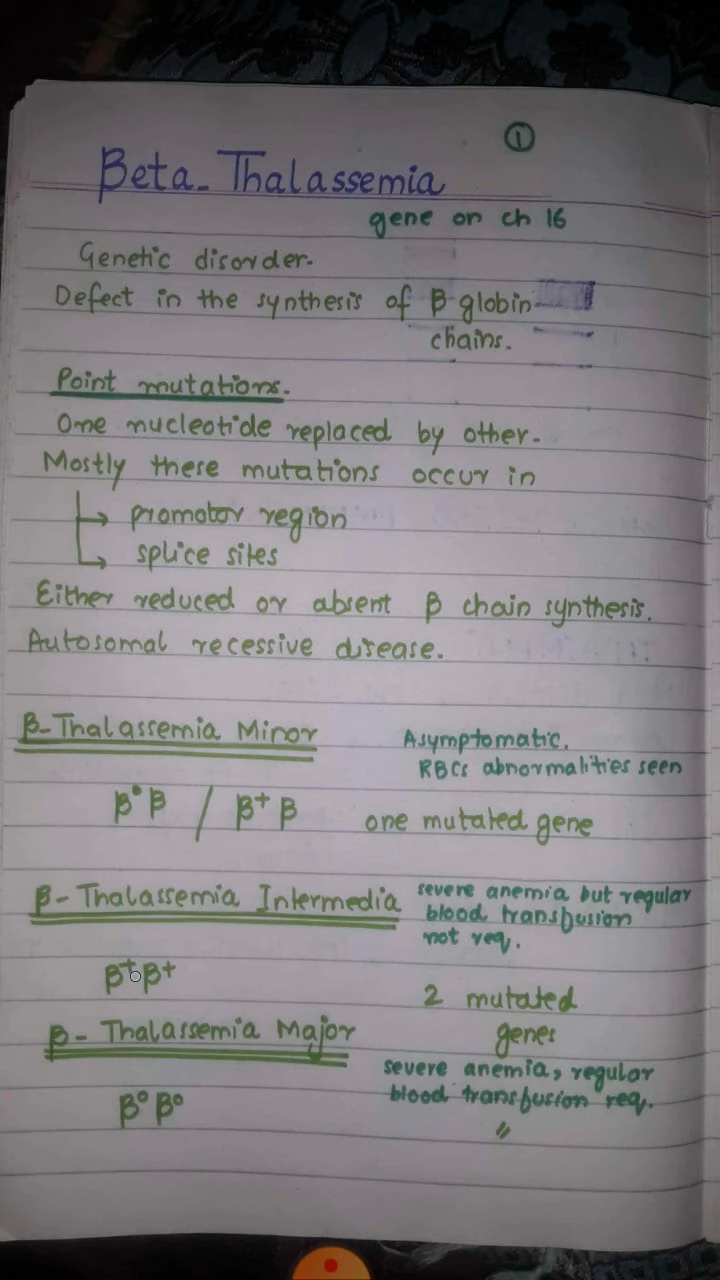 ①
Beta-Thalassemia
gene on ch 16
Genetic disorder.
Defect in the synthesis of β globin
chains.
Point mutations.
One nucleotide replaced by other.
Mostly these mutations occur in
→ promotor region
→ splice sites
Either reduced or absent β chain synthesis.
Autosomal recessive disease.
β-Thalassemia Minor
Asymptomatic.
RBCs abnormalities seen
β°β / β⁺β one mutated gene
β-Thalassemia Intermedia
severe anemia but regular
blood transfusion
not req.
β⁺β⁺
2 mutated
genes
β-Thalassemia Major
severe anemia, regular
blood transfusion req.
β°β°
〃